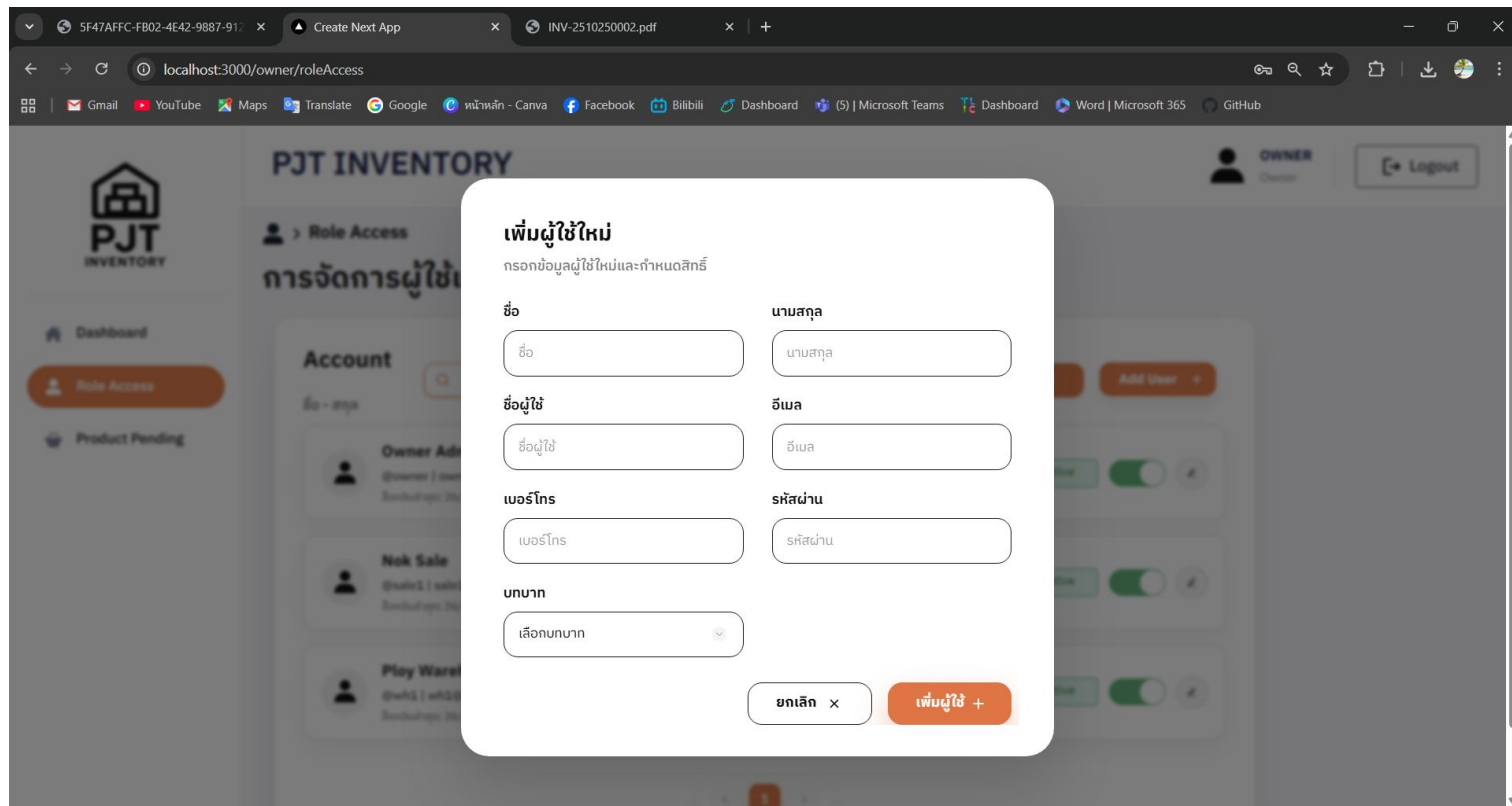 5F47AFFC-FB02-4E42-9887-912 Create Next App INV-2510250002.pdf
localhost:3000/owner/roleAccess
Gmail YouTube Maps Translate Google หน้าหลัก - Canva Facebook Bilibili Dashboard (5) | Microsoft Teams Dashboard Word | Microsoft 365 GitHub
PJT INVENTORY
OWNER
Owner
Logout
PJT
INVENTORY
> Role Access
การจัดการผู้ใช้
Dashboard
Role Access
Product Pending
Account
Add User +
ชื่อ - สกุล
Owner
Nok Sale
Ploy
เพิ่มผู้ใช้ใหม่
กรอกข้อมูลผู้ใช้ใหม่และกำหนดสิทธิ์
ชื่อ นามสกุล
ชื่อ นามสกุล
ชื่อผู้ใช้ อีเมล
ชื่อผู้ใช้ อีเมล
เบอร์โทร รหัสผ่าน
เบอร์โทร รหัสผ่าน
บทบาท
เลือกบทบาท
ยกเลิก × เพิ่มผู้ใช้ +
1